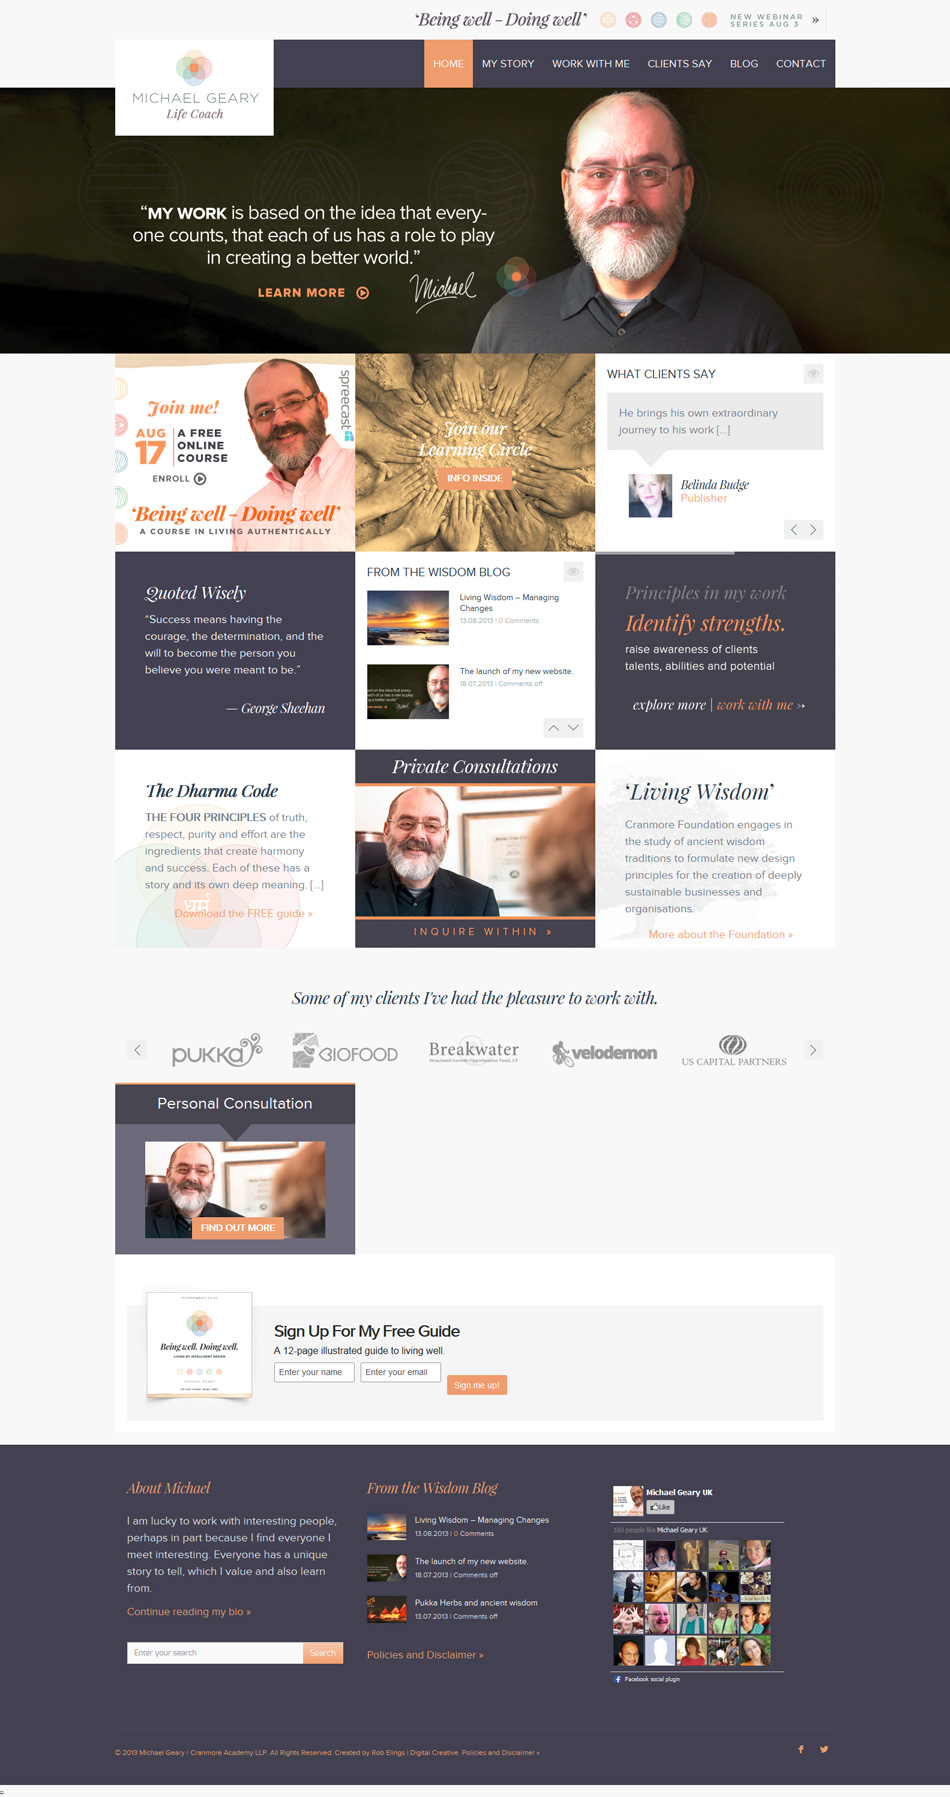 ‘Being well – Doing well’
NEW WEBINAR
SERIES AUG 3
MICHAEL GEARY
Life Coach
HOME
MY STORY
WORK WITH ME
CLIENTS SAY
BLOG
CONTACT
“MY WORK is based on the idea that every-
one counts, that each of us has a role to play
in creating a better world.”
LEARN MORE
Michael
Join me!
AUG
17
A FREE
ONLINE
COURSE
ENROLL
spreecast
‘Being well – Doing well’
A COURSE IN LIVING AUTHENTICALLY
Join our
Learning Circle
INFO INSIDE
WHAT CLIENTS SAY
He brings his own extraordinary
journey to his work [...]
Belinda Budge
Publisher
Quoted Wisely
“Success means having the
courage, the determination, and the
will to become the person you
believe you were meant to be.”
— George Sheehan
FROM THE WISDOM BLOG
Living Wisdom – Managing
Changes
13.08.2013 | 0 Comments
The launch of my new website.
18.07.2013 | Comments off
Principles in my work
Identify strengths.
raise awareness of clients
talents, abilities and potential
explore more | work with me »
The Dharma Code
THE FOUR PRINCIPLES of truth,
respect, purity and effort are the
ingredients that create harmony
and success. Each of these has a
story and its own deep meaning. [...]
धर्म
Download the FREE guide »
Private Consultations
INQUIRE WITHIN »
‘Living Wisdom’
Cranmore Foundation engages in
the study of ancient wisdom
traditions to formulate new design
principles for the creation of deeply
sustainable businesses and
organisations.
More about the Foundation »
Some of my clients I've had the pleasure to work with.
pukka
BIOFOOD
Breakwater
Structured Growth Opportunities Fund, LP
velodemon
US CAPITAL PARTNERS
Personal Consultation
FIND OUT MORE
Being well. Doing well.
LIVING BY INTELLIGENT DESIGN
MICHAEL GEARY
Sign Up For My Free Guide
A 12-page illustrated guide to living well.
Enter your name
Enter your email
Sign me up!
About Michael
I am lucky to work with interesting people,
perhaps in part because I find everyone I
meet interesting. Everyone has a unique
story to tell, which I value and also learn
from.
Continue reading my bio »
Enter your search
Search
From the Wisdom Blog
Living Wisdom – Managing Changes
13.08.2013 | 0 Comments
The launch of my new website.
18.07.2013 | Comments off
Pukka Herbs and ancient wisdom
13.07.2013 | Comments off
Policies and Disclaimer »
Michael Geary UK
Like
160 people like Michael Geary UK.
Facebook social plugin
© 2013 Michael Geary / Cranmore Academy LLP. All Rights Reserved. Created by Rob Elings | Digital Creative. Policies and Disclaimer »